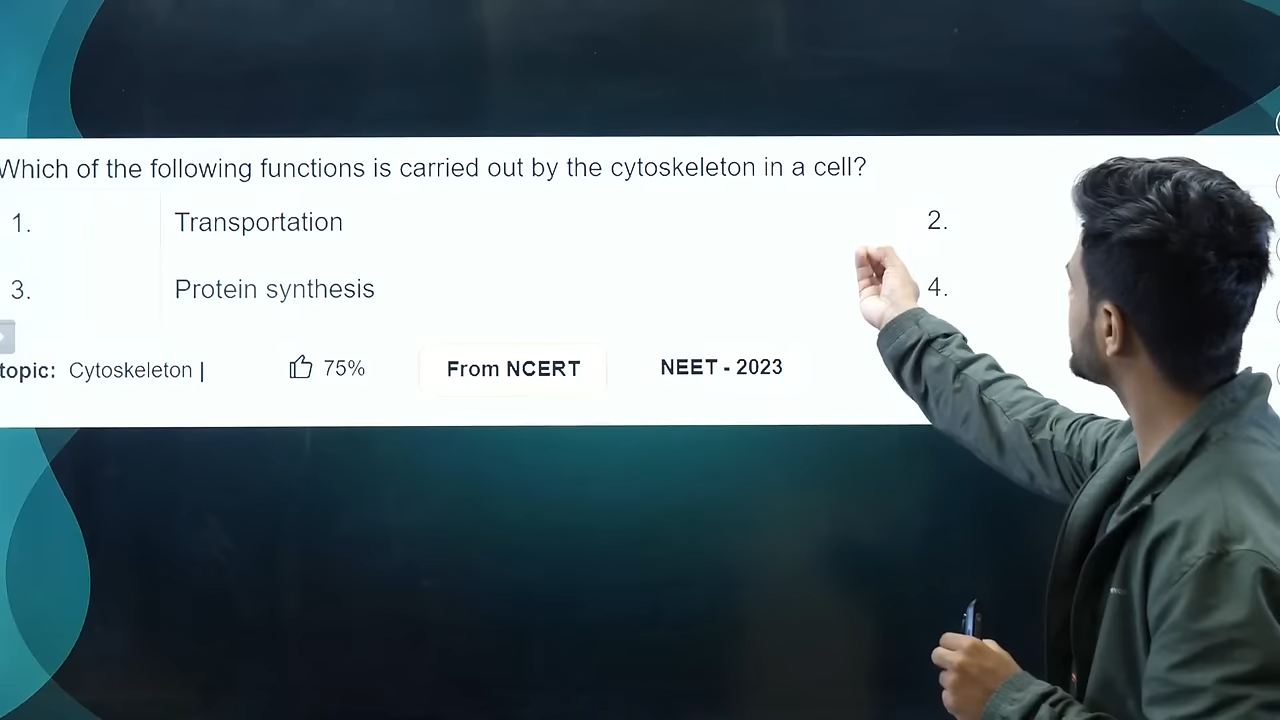 Which of the following functions is carried out by the cytoskeleton in a cell?
1. Transportation 2.
3. Protein synthesis 4.
topic: Cytoskeleton | 75% From NCERT NEET - 2023